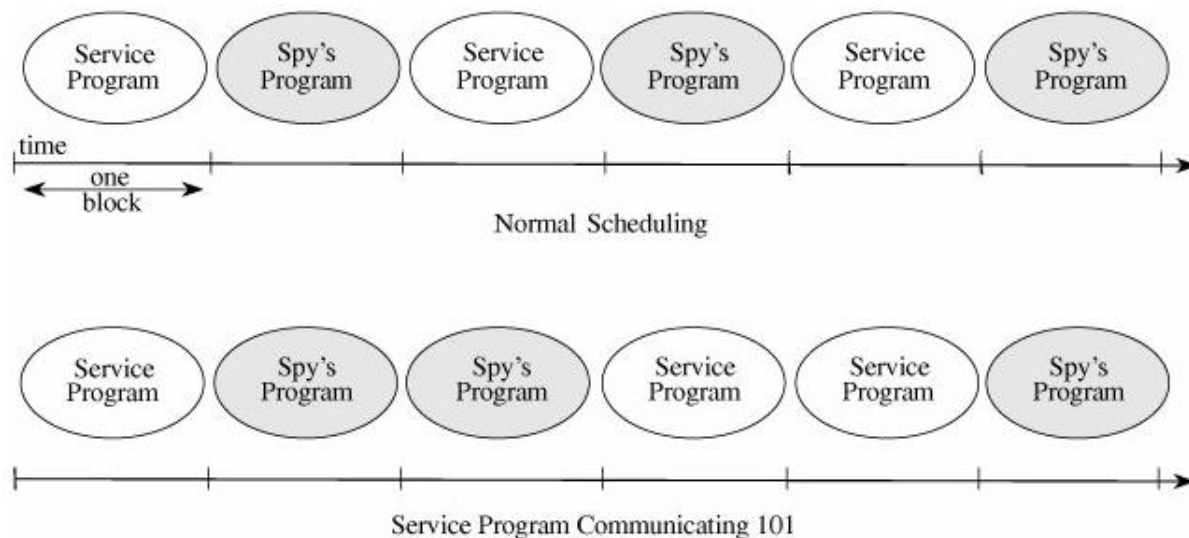 Service
Program
Spy's
Program
Service
Program
Spy's
Program
Service
Program
Spy's
Program
time
one
block
Normal Scheduling
Service
Program
Spy's
Program
Spy's
Program
Service
Program
Service
Program
Spy's
Program
Service Program Communicating 101